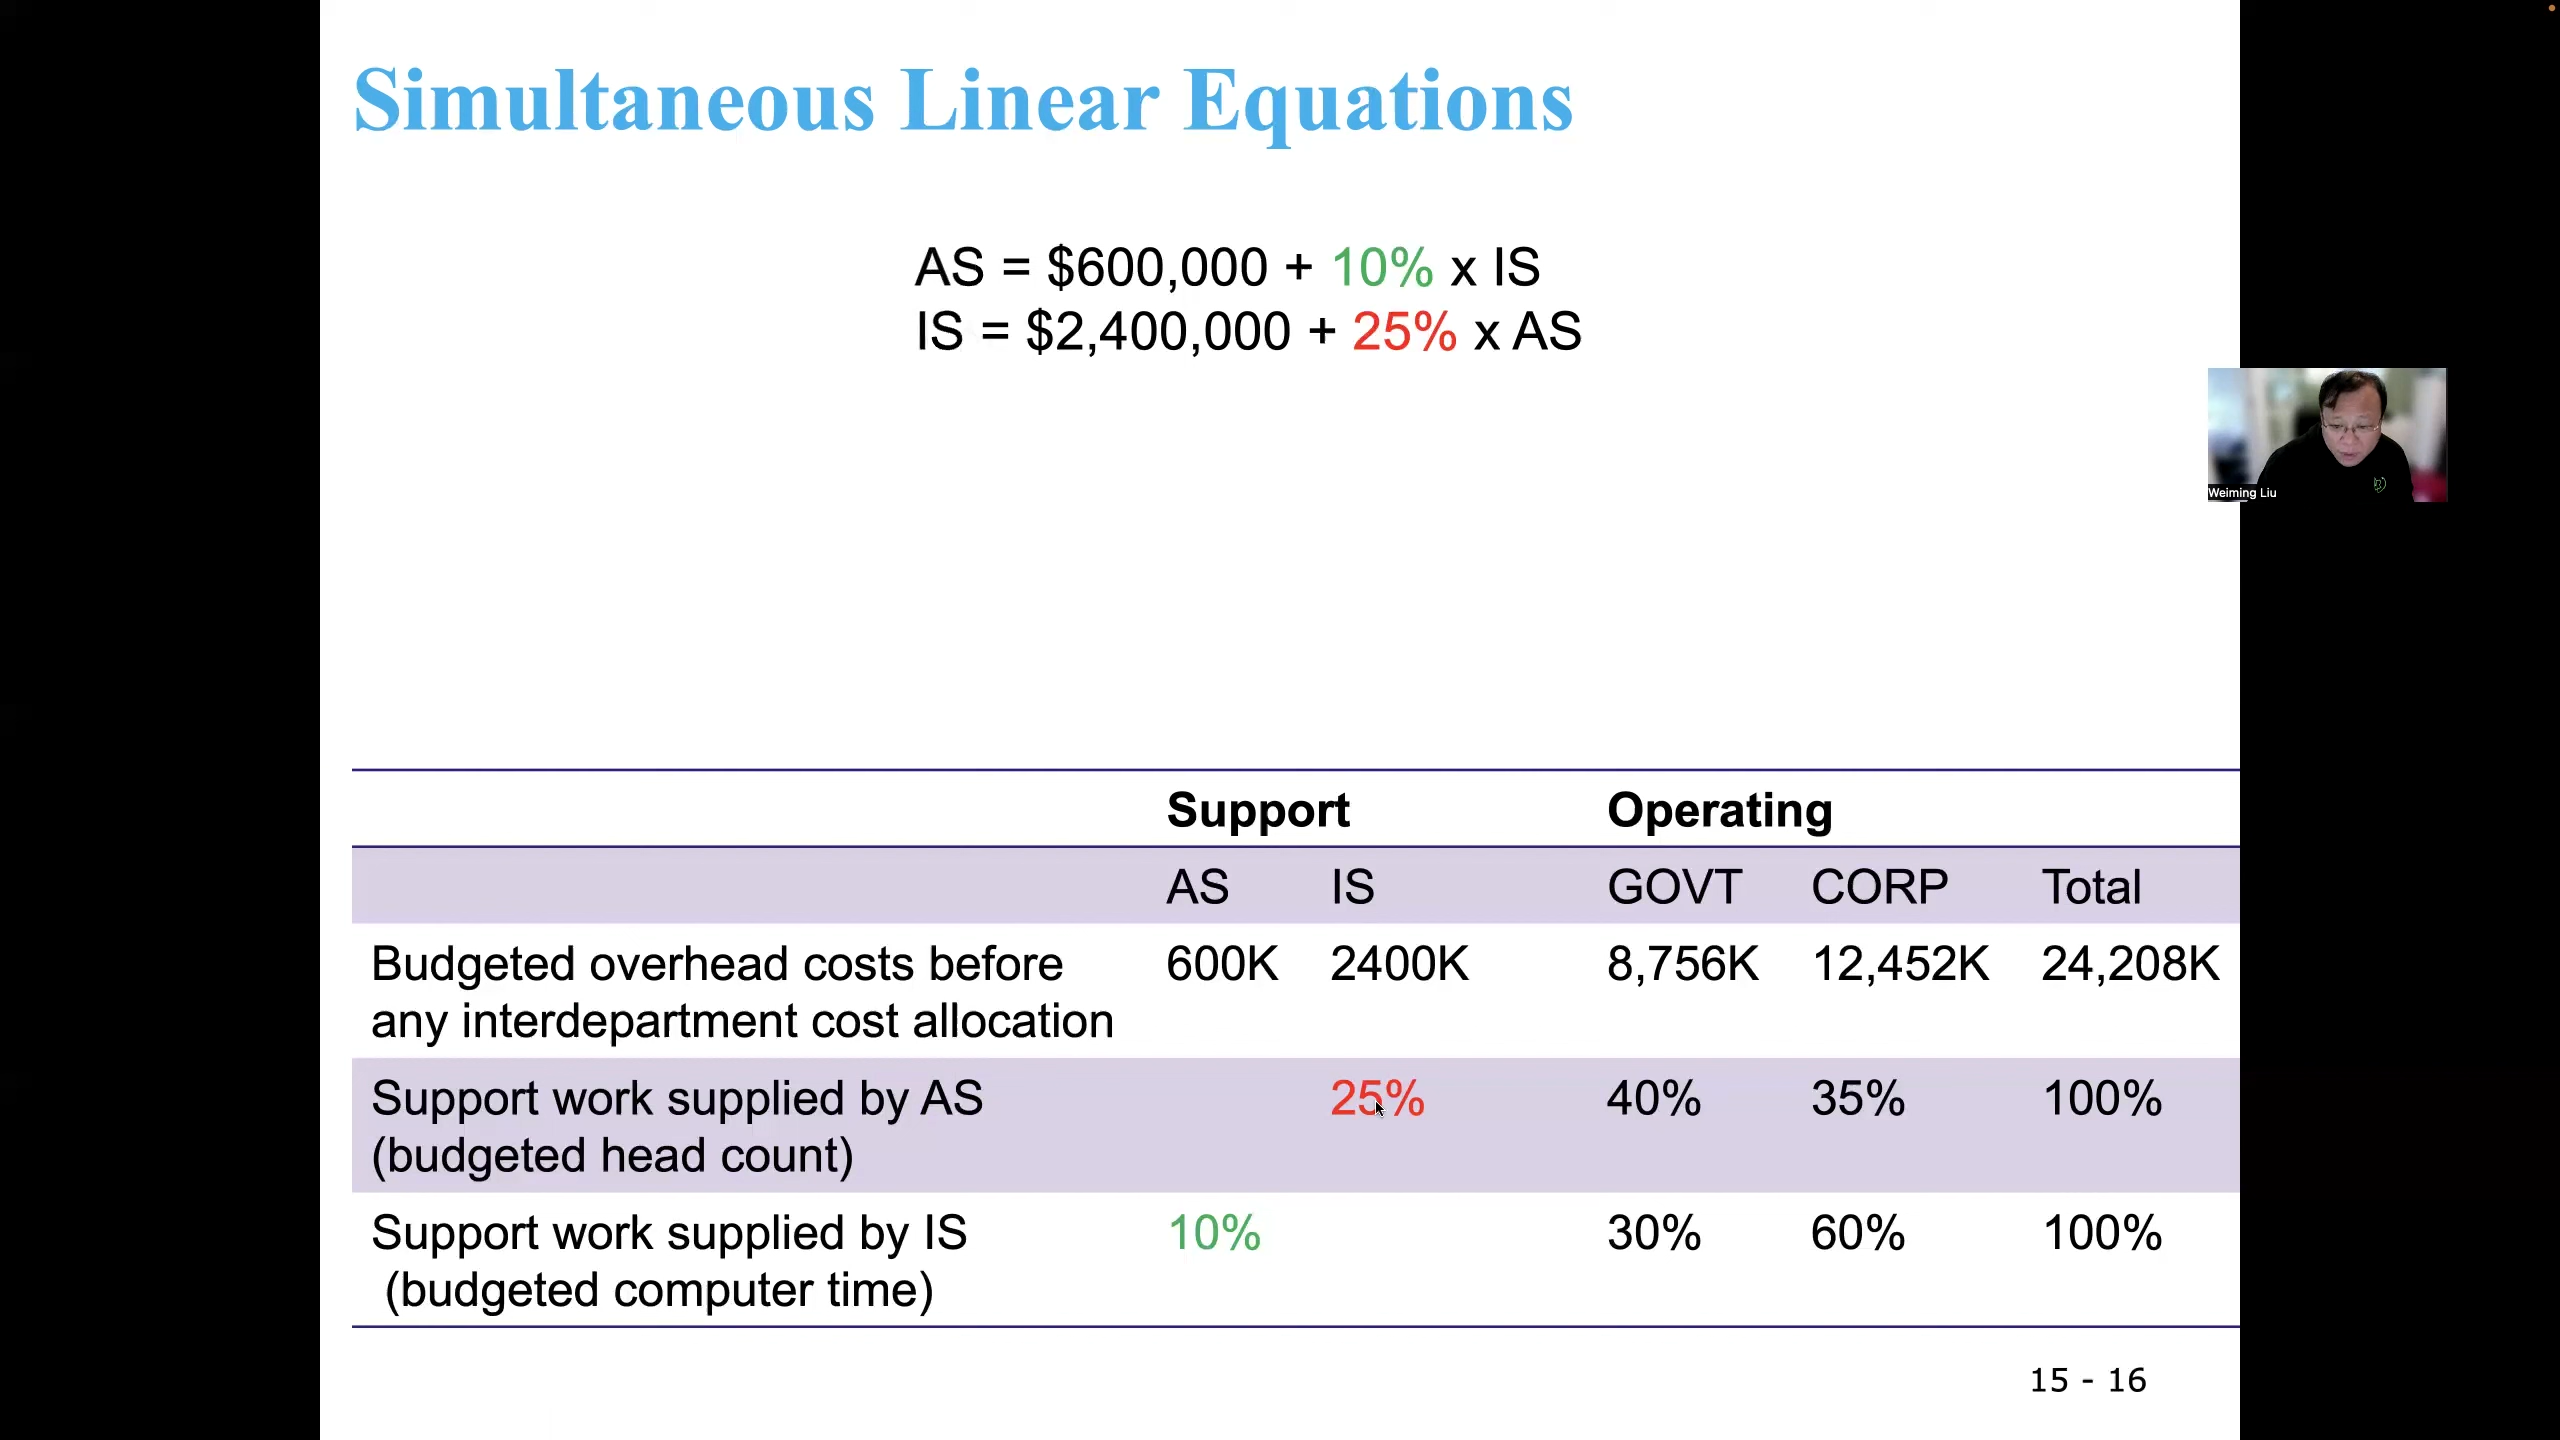 Simultaneous Linear Equations
AS = $600,000 + 10% x IS
IS = $2,400,000 + 25% x AS
Weiming Liu
Support Operating
AS IS GOVT CORP Total
Budgeted overhead costs before 600K 2400K 8,756K 12,452K 24,208K
any interdepartment cost allocation
Support work supplied by AS 25% 40% 35% 100%
(budgeted head count)
Support work supplied by IS 10% 30% 60% 100%
(budgeted computer time)
15 - 16